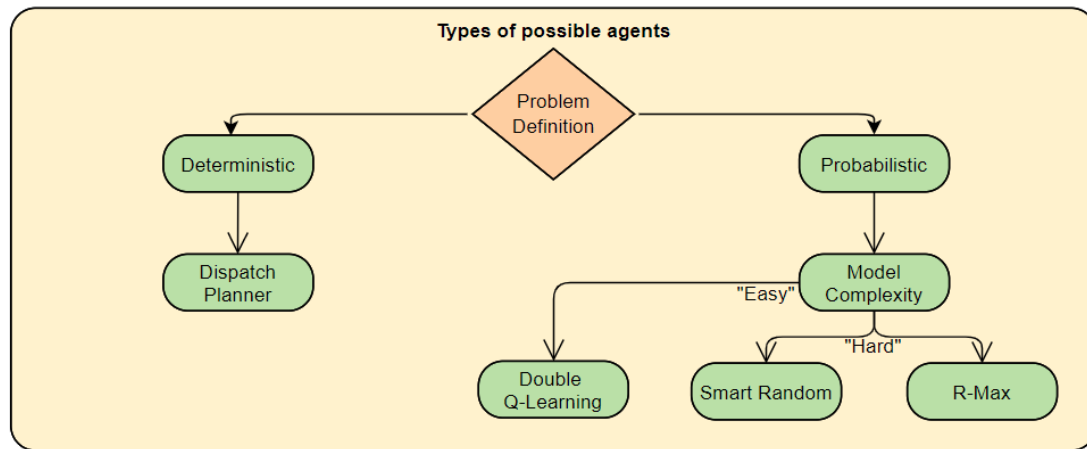 Types of possible agents
Problem
Definition
Deterministic
Probabilistic
Dispatch
Planner
Model
Complexity
"Easy"
"Hard"
Double
Q-Learning
Smart Random
R-Max